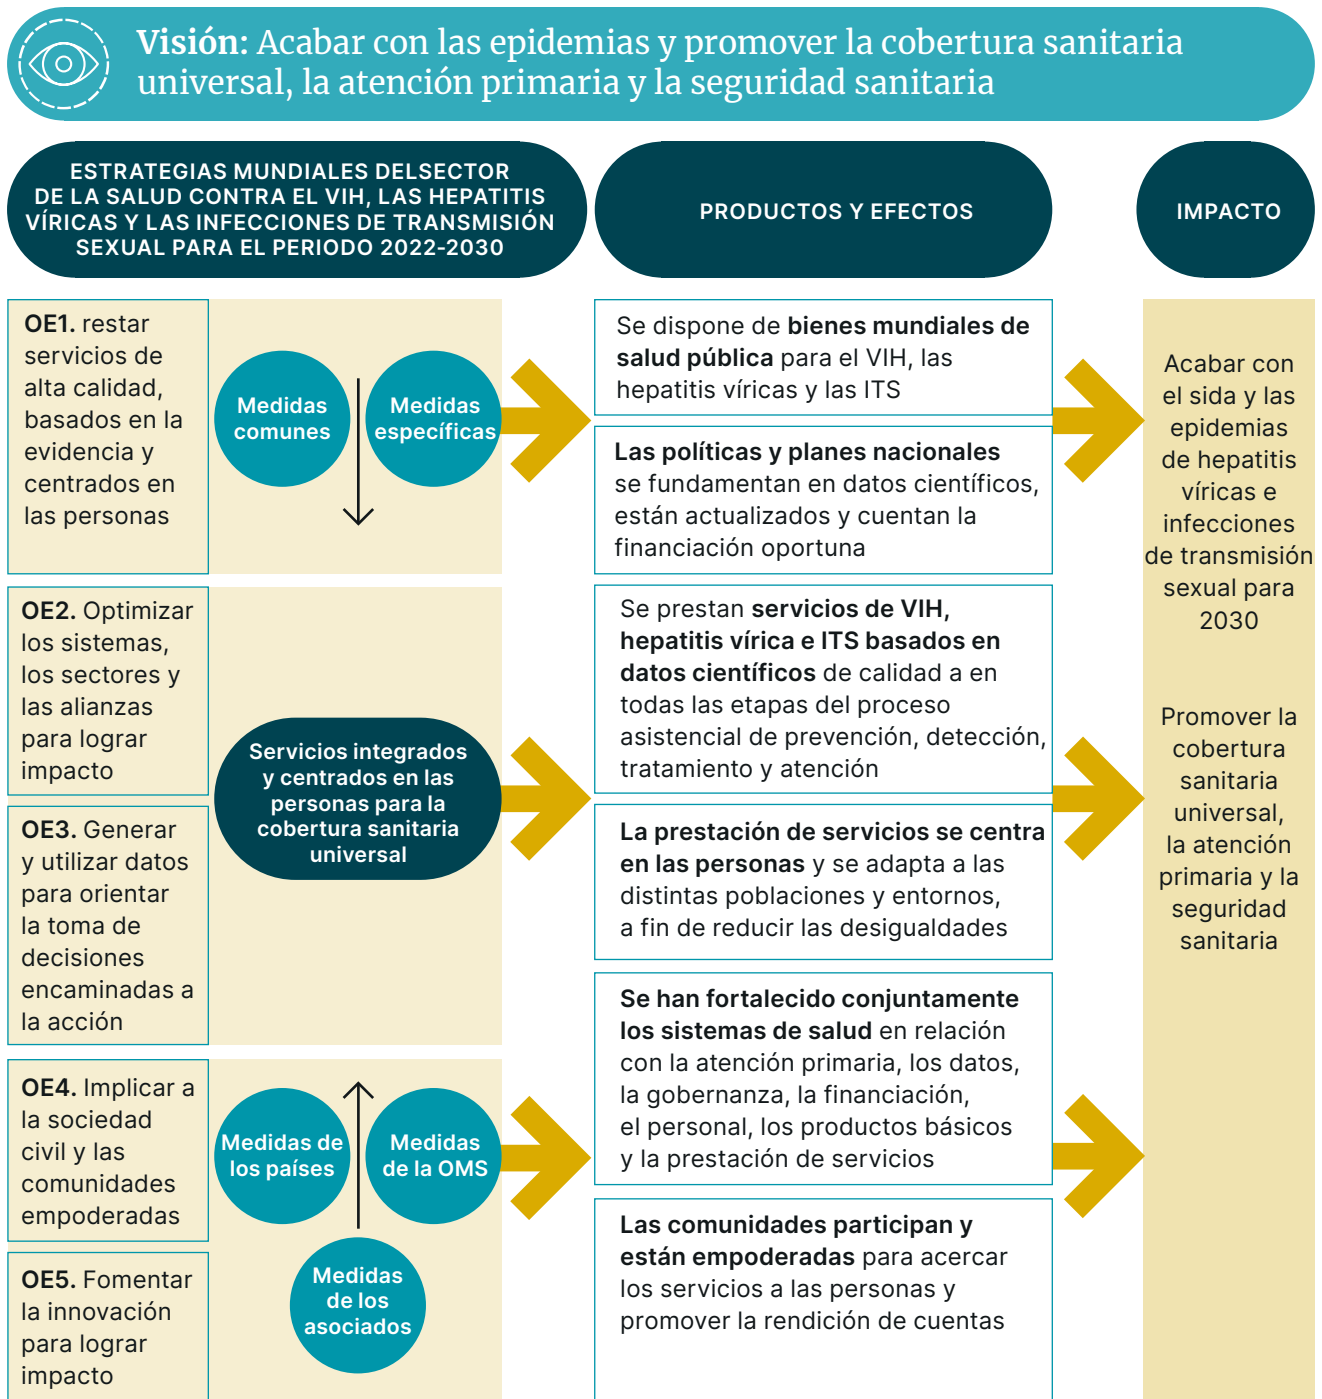 Visión: Acabar con las epidemias y promover la cobertura sanitaria
universal, la atención primaria y la seguridad sanitaria
ESTRATEGIAS MUNDIALES DELSECTOR
DE LA SALUD CONTRA EL VIH, LAS HEPATITIS
VÍRICAS Y LAS INFECCIONES DE TRANSMISIÓN
SEXUAL PARA EL PERIODO 2022-2030
PRODUCTOS Y EFECTOS
IMPACTO
OE1. restar
servicios de
alta calidad,
basados en la
evidencia y
centrados en
las personas
OE2. Optimizar
los sistemas,
los sectores y
las alianzas
para lograr
impacto
OE3. Generar
y utilizar datos
para orientar
la toma de
decisiones
encaminadas a
la acción
OE4. Implicar a
la sociedad
civil y las
comunidades
empoderadas
OE5. Fomentar
la innovación
para lograr
impacto
Medidas
comunes
Medidas
específicas
Servicios integrados
y centrados en las
personas para la
cobertura sanitaria
universal
Medidas de
los países
Medidas
de la OMS
Medidas
de los
asociados
Se dispone de bienes mundiales de
salud pública para el VIH, las
hepatitis víricas y las ITS
Las políticas y planes nacionales
se fundamentan en datos científicos,
están actualizados y cuentan la
financiación oportuna
Se prestan servicios de VIH,
hepatitis vírica e ITS basados en
datos científicos de calidad a en
todas las etapas del proceso
asistencial de prevención, detección,
tratamiento y atención
La prestación de servicios se centra
en las personas y se adapta a las
distintas poblaciones y entornos,
a fin de reducir las desigualdades
Se han fortalecido conjuntamente
los sistemas de salud en relación
con la atención primaria, los datos,
la gobernanza, la financiación,
el personal, los productos básicos
y la prestación de servicios
Las comunidades participan y
están empoderadas para acercar
los servicios a las personas y
promover la rendición de cuentas
Acabar con
el sida y las
epidemias
de hepatitis
víricas e
infecciones
de transmisión
sexual para
2030
Promover la
cobertura
sanitaria
universal,
la atención
primaria y la
seguridad
sanitaria